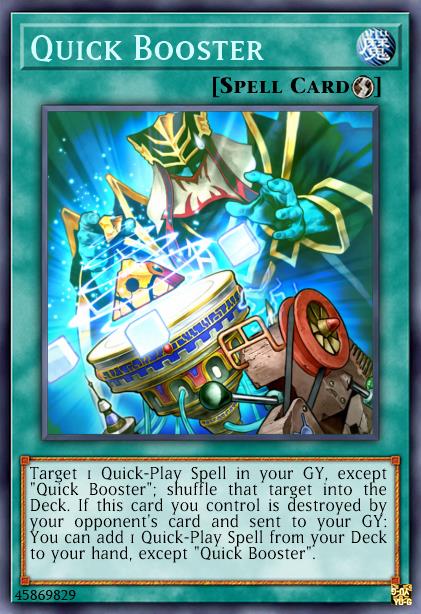 Quick Booster
魔
[Spell Card]
Target 1 Quick-Play Spell in your GY, except
"Quick Booster"; shuffle that target into the
Deck. If this card you control is destroyed by
your opponent's card and sent to your GY:
You can add 1 Quick-Play Spell from your Deck
to your hand, except "Quick Booster".
45869829